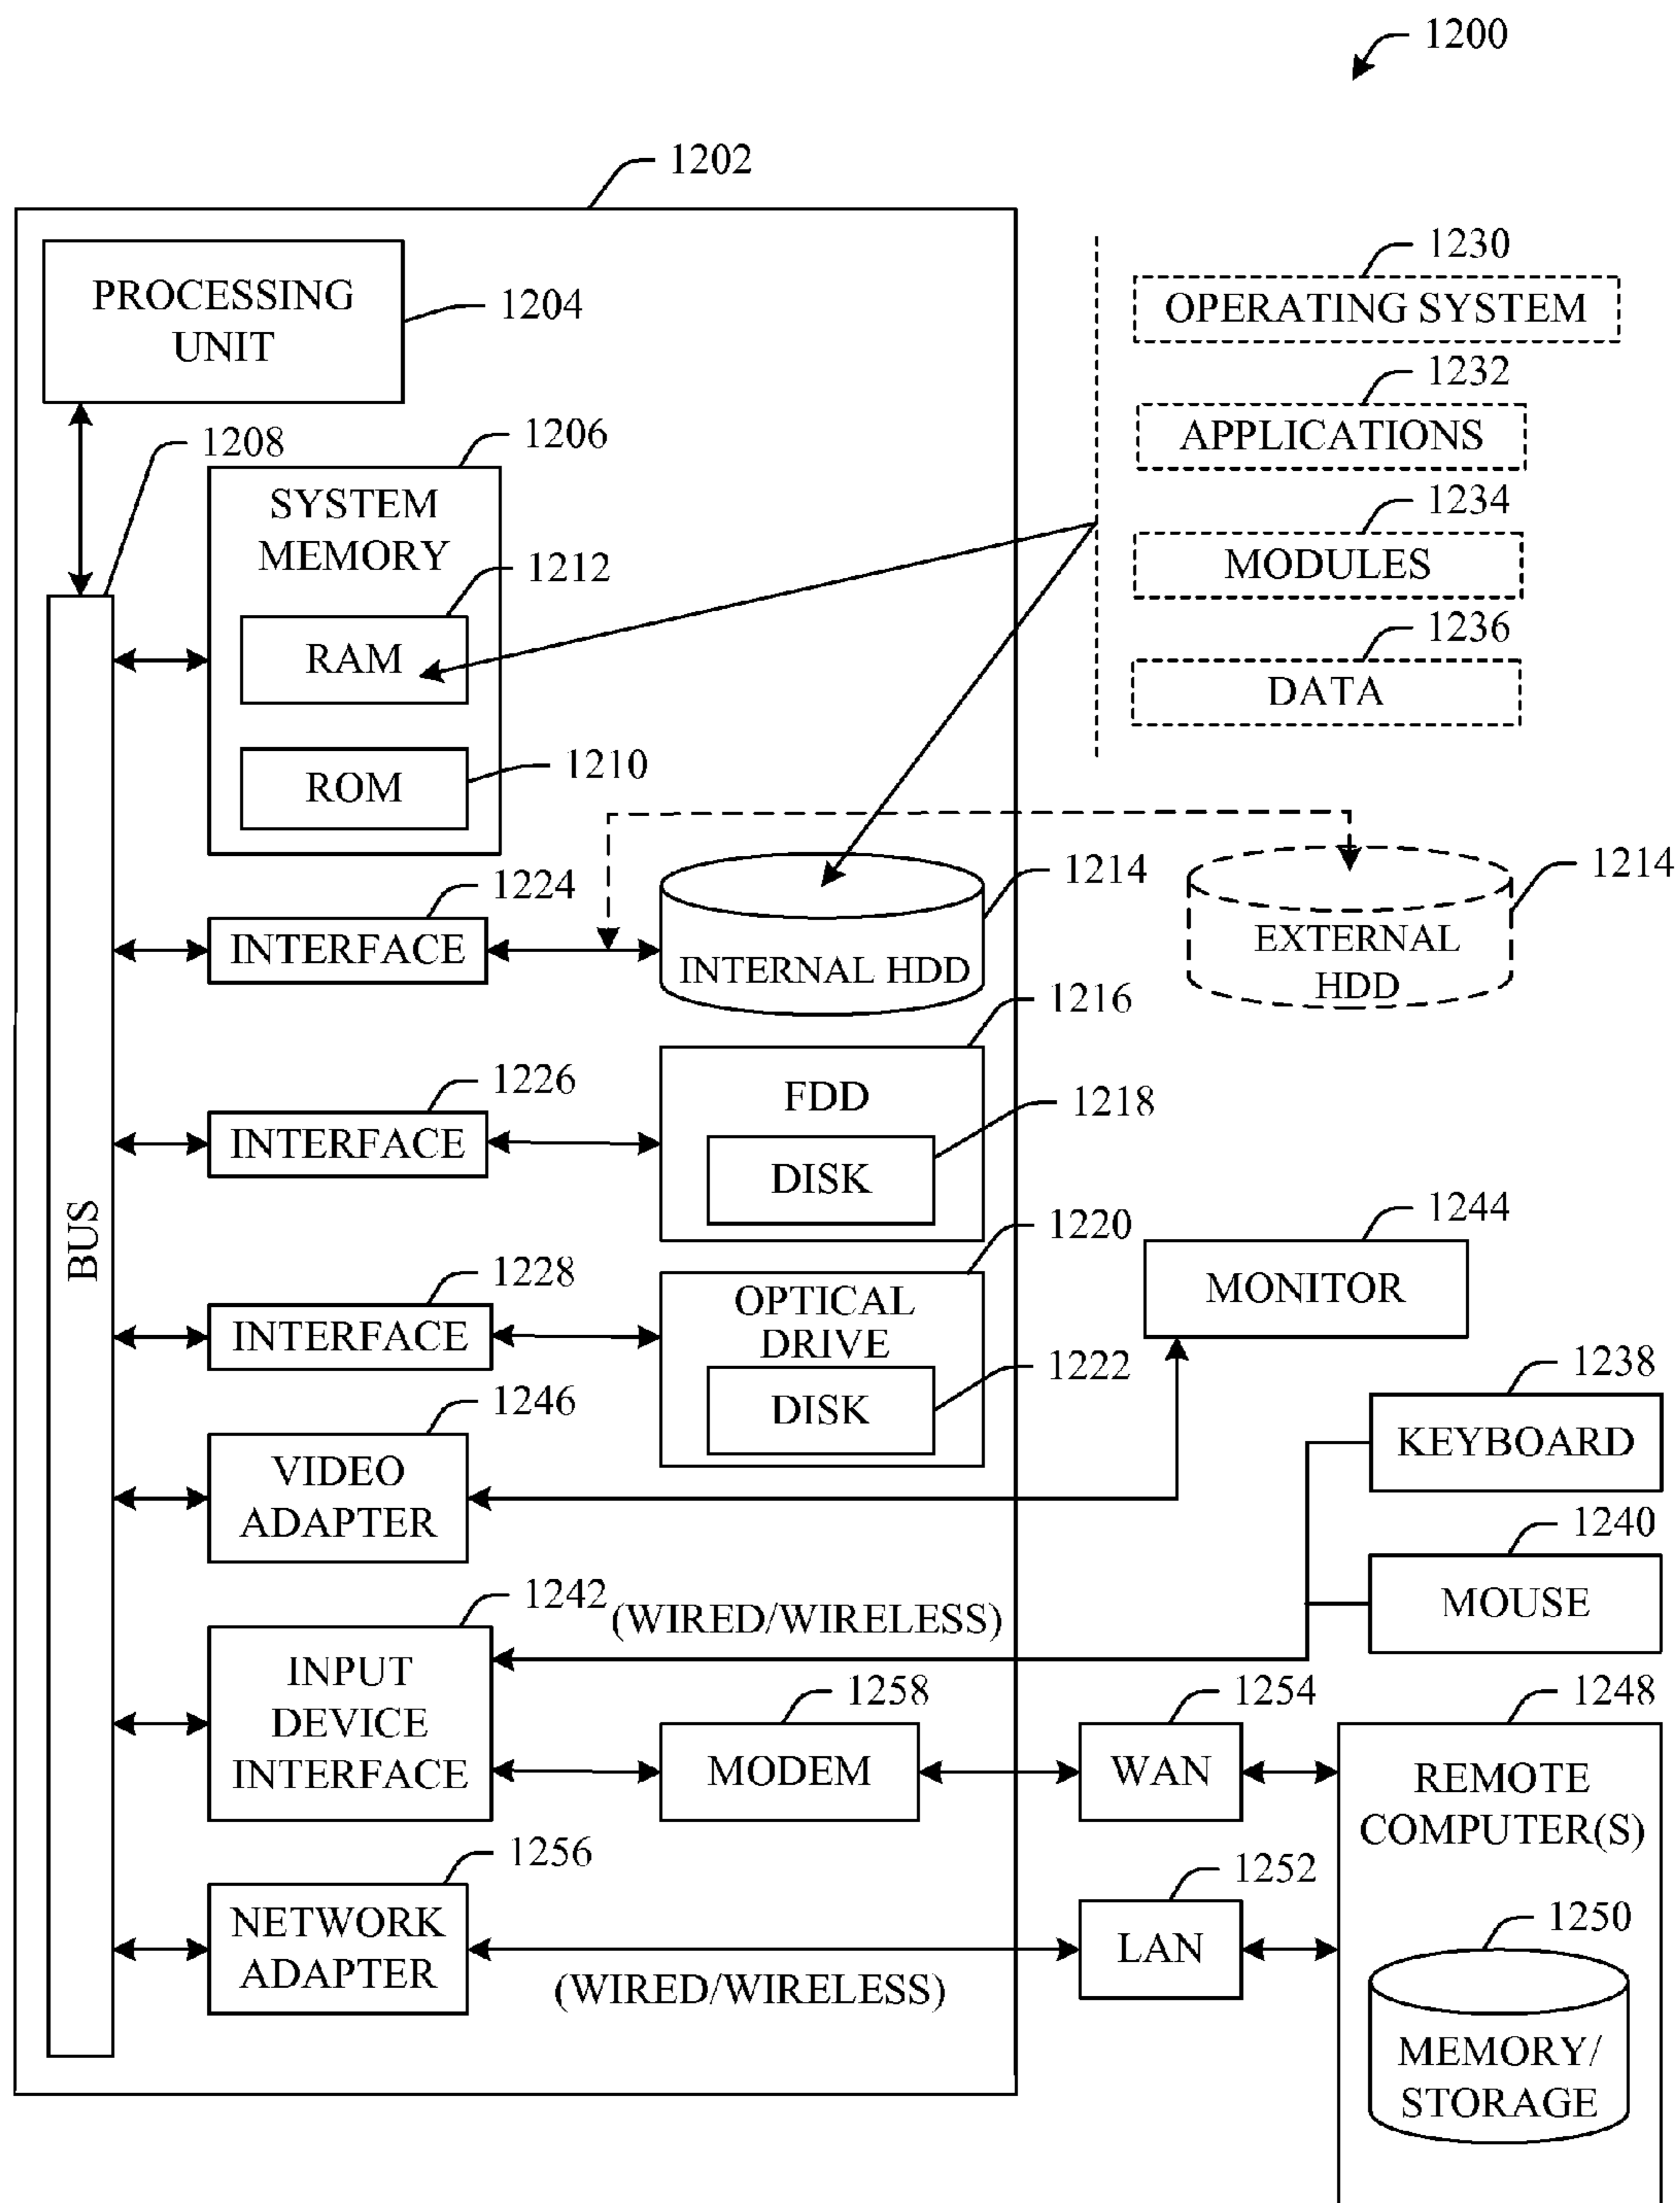 1200
1202
PROCESSING
UNIT
1204
1208
1206
SYSTEM
MEMORY
1212
RAM
ROM
1210
1230
OPERATING SYSTEM
1232
APPLICATIONS
1234
MODULES
1236
DATA
BUS
1224
INTERFACE
INTERNAL HDD
1214
EXTERNAL
HDD
1214
1226
INTERFACE
1216
FDD
1218
DISK
1228
INTERFACE
1220
OPTICAL
DRIVE
1222
DISK
1244
MONITOR
1246
VIDEO
ADAPTER
1238
KEYBOARD
1240
MOUSE
1242
(WIRED/WIRELESS)
INPUT
DEVICE
INTERFACE
1258
MODEM
1254
WAN
1248
REMOTE
COMPUTER(S)
1256
NETWORK
ADAPTER
(WIRED/WIRELESS)
1252
LAN
1250
MEMORY/
STORAGE